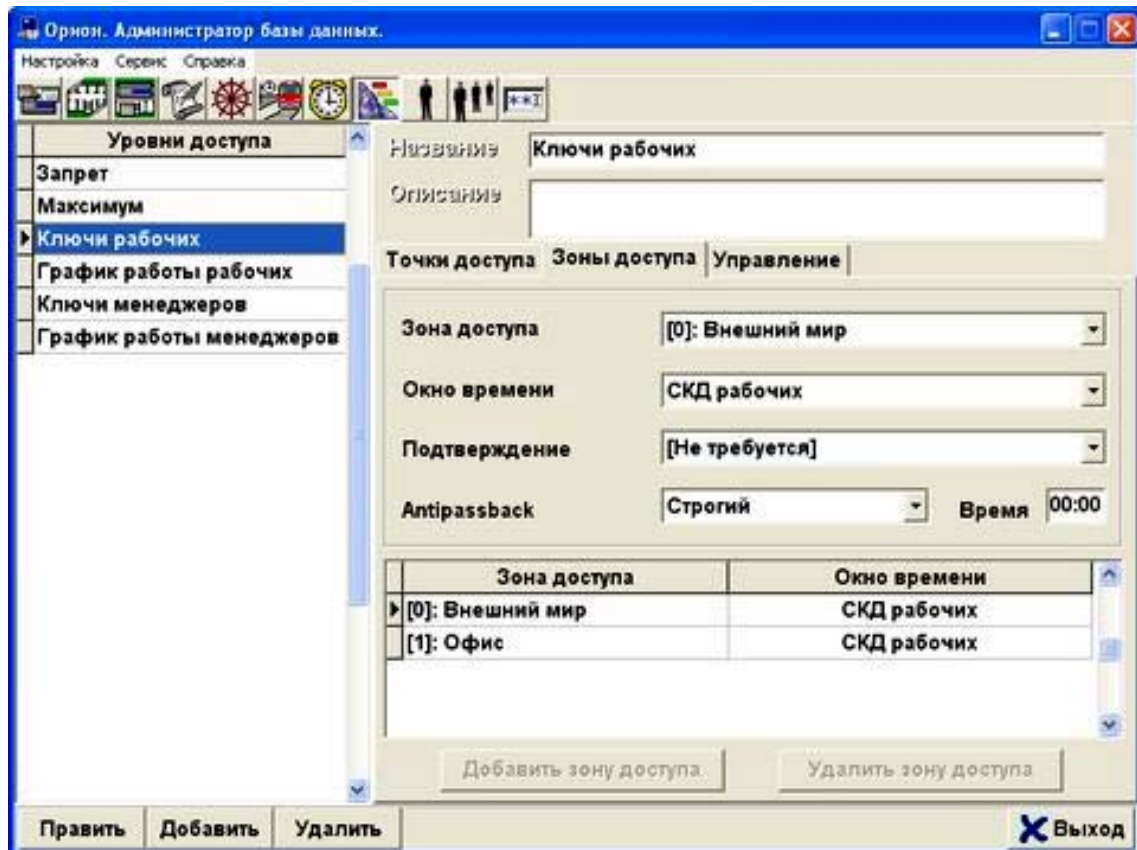 Орион. Администратор базы данных.
Настройка Сервис Справка
Уровни доступа
Запрет
Максимум
Ключи рабочих
График работы рабочих
Ключи менеджеров
График работы менеджеров
Название Ключи рабочих
Описание
Точки доступа Зоны доступа Управление
Зона доступа [0]: Внешний мир
Окно времени СКД рабочих
Подтверждение [Не требуется]
Antipassback Строгий Время 00:00
Зона доступа Окно времени
[0]: Внешний мир СКД рабочих
[1]: Офис СКД рабочих
Добавить зону доступа Удалить зону доступа
Править Добавить Удалить Выход